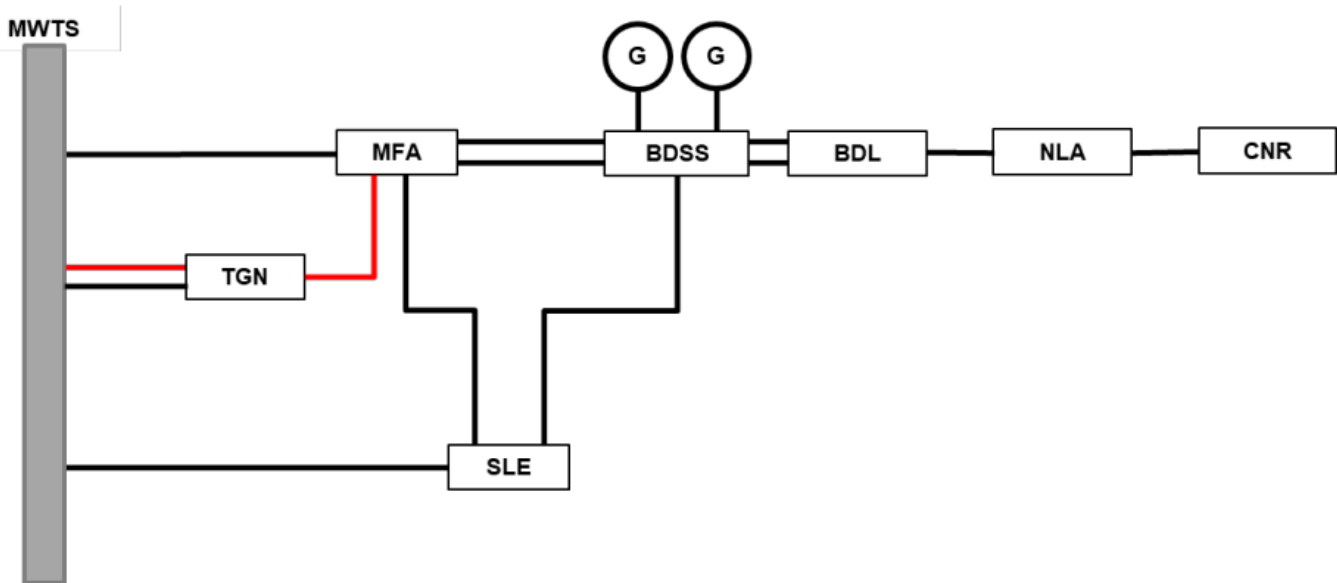 MWTS
G G
MFA BDSS BDL NLA CNR
TGN
SLE